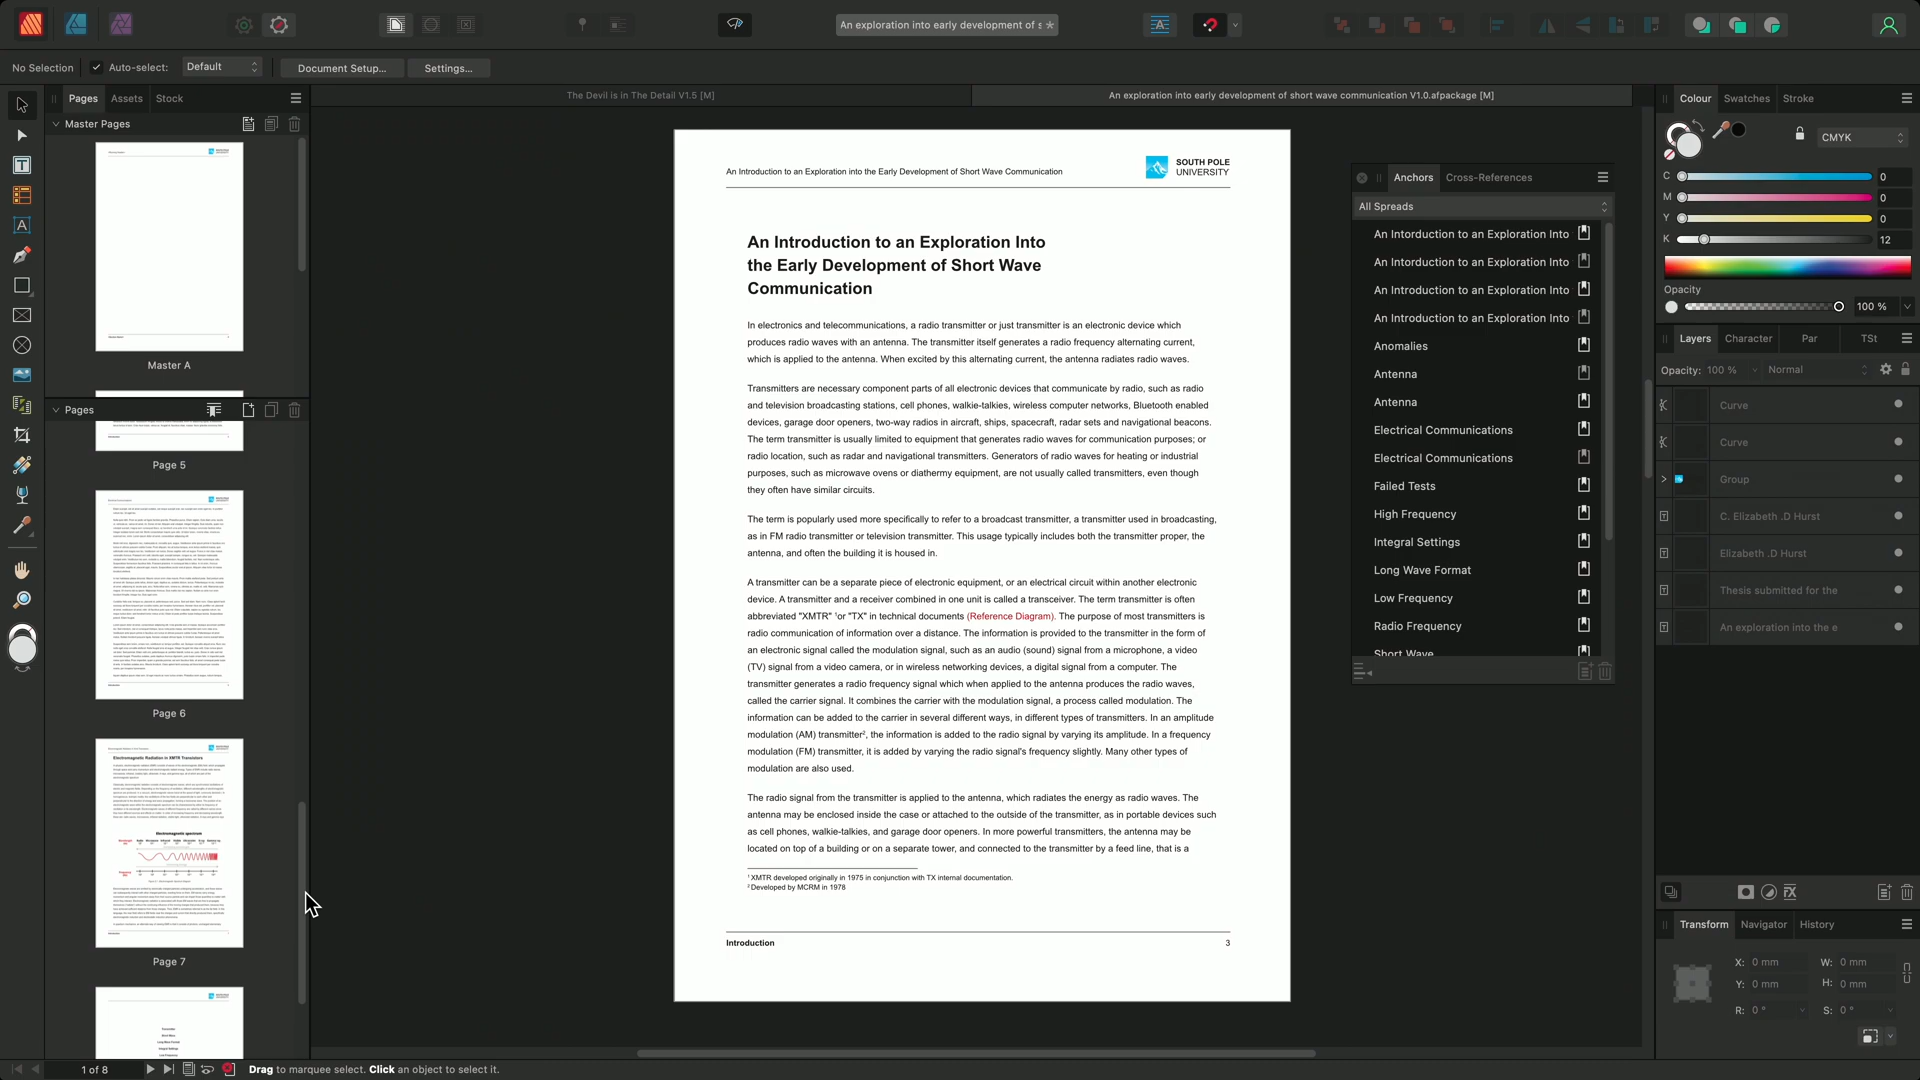 An exploration into early development of s *
No Selection
Auto-select:
Default
Document Setup...
Settings...
Pages
Assets
Stock
The Devil is in The Detail V1.5 [M]
An exploration into early development of short wave communication V1.0.afpackage [M]
Master Pages
Master A
Pages
Page 5
Page 6
Electromagnetic Radiation in XMTR Transistors
Electromagnetic spectrum
Page 7
1 of 8
Drag to marquee select. Click an object to select it.
An Introduction to an Exploration into the Early Development of Short Wave Communication
SOUTH POLE
UNIVERSITY
An Introduction to an Exploration Into
the Early Development of Short Wave
Communication
In electronics and telecommunications, a radio transmitter or just transmitter is an electronic device which
produces radio waves with an antenna. The transmitter itself generates a radio frequency alternating current,
which is applied to the antenna. When excited by this alternating current, the antenna radiates radio waves.
Transmitters are necessary component parts of all electronic devices that communicate by radio, such as radio
and television broadcasting stations, cell phones, walkie-talkies, wireless computer networks, Bluetooth enabled
devices, garage door openers, two-way radios in aircraft, ships, spacecraft, radar sets and navigational beacons.
The term transmitter is usually limited to equipment that generates radio waves for communication purposes; or
radio location, such as radar and navigational transmitters. Generators of radio waves for heating or industrial
purposes, such as microwave ovens or diathermy equipment, are not usually called transmitters, even though
they often have similar circuits.
The term is popularly used more specifically to refer to a broadcast transmitter, a transmitter used in broadcasting,
as in FM radio transmitter or television transmitter. This usage typically includes both the transmitter proper, the
antenna, and often the building it is housed in.
A transmitter can be a separate piece of electronic equipment, or an electrical circuit within another electronic
device. A transmitter and a receiver combined in one unit is called a transceiver. The term transmitter is often
abbreviated "XMTR" ¹or "TX" in technical documents (Reference Diagram). The purpose of most transmitters is
radio communication of information over a distance. The information is provided to the transmitter in the form of
an electronic signal called the modulation signal, such as an audio (sound) signal from a microphone, a video
(TV) signal from a video camera, or in wireless networking devices, a digital signal from a computer. The
transmitter generates a radio frequency signal which when applied to the antenna produces the radio waves,
called the carrier signal. It combines the carrier with the modulation signal, a process called modulation. The
information can be added to the carrier in several different ways, in different types of transmitters. In an amplitude
modulation (AM) transmitter², the information is added to the radio signal by varying its amplitude. In a frequency
modulation (FM) transmitter, it is added by varying the radio signal's frequency slightly. Many other types of
modulation are also used.
The radio signal from the transmitter is applied to the antenna, which radiates the energy as radio waves. The
antenna may be enclosed inside the case or attached to the outside of the transmitter, as in portable devices such
as cell phones, walkie-talkies, and garage door openers. In more powerful transmitters, the antenna may be
located on top of a building or on a separate tower, and connected to the transmitter by a feed line, that is a
¹ XMTR developed originally in 1975 in conjunction with TX internal documentation.
² Developed by MCRM in 1978
Introduction
3
Anchors
Cross-References
All Spreads
An Intorduction to an Exploration Into
An Intorduction to an Exploration Into
An Introduction to an Exploration Into
An Introduction to an Exploration Into
Anomalies
Antenna
Antenna
Electrical Communications
Electrical Communications
Failed Tests
High Frequency
Integral Settings
Long Wave Format
Low Frequency
Radio Frequency
Short Wave
Colour
Swatches
Stroke
CMYK
C
0
M
0
Y
0
K
12
Opacity
100 %
Layers
Character
Par
TSt
Opacity:
100 %
Normal
Curve
Curve
Group
C. Elizabeth .D Hurst
Elizabeth .D Hurst
Thesis submitted for the
An exploration into the e
Transform
Navigator
History
X:
0 mm
W:
0 mm
Y:
0 mm
H:
0 mm
R:
0 °
S:
0 °